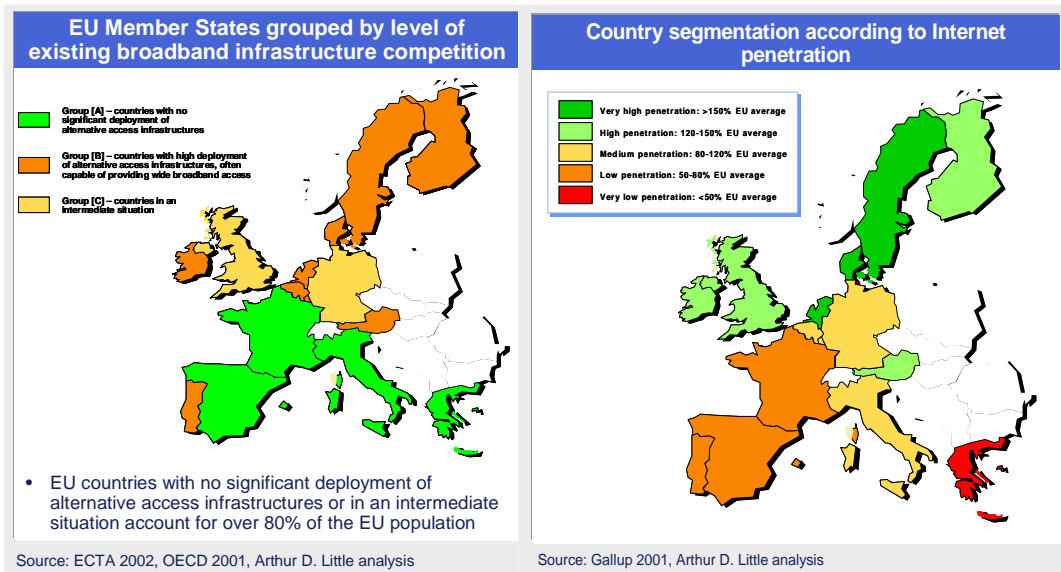 EU Member States grouped by level of
existing broadband infrastructure competition
Group [A] – countries with no
significant deployment of
alternative access infrastructures
Group [B] – countries with high deployment
of alternative access infrastructures, often
capable of providing wide broadband access
Group [C] – countries in an
intermediate situation
• EU countries with no significant deployment of
alternative access infrastructures or in an intermediate
situation account for over 80% of the EU population
Source: ECTA 2002, OECD 2001, Arthur D. Little analysis
Country segmentation according to Internet
penetration
Very high penetration: >150% EU average
High penetration: 120-150% EU average
Medium penetration: 80-120% EU average
Low penetration: 50-80% EU average
Very low penetration: <50% EU average
Source: Gallup 2001, Arthur D. Little analysis